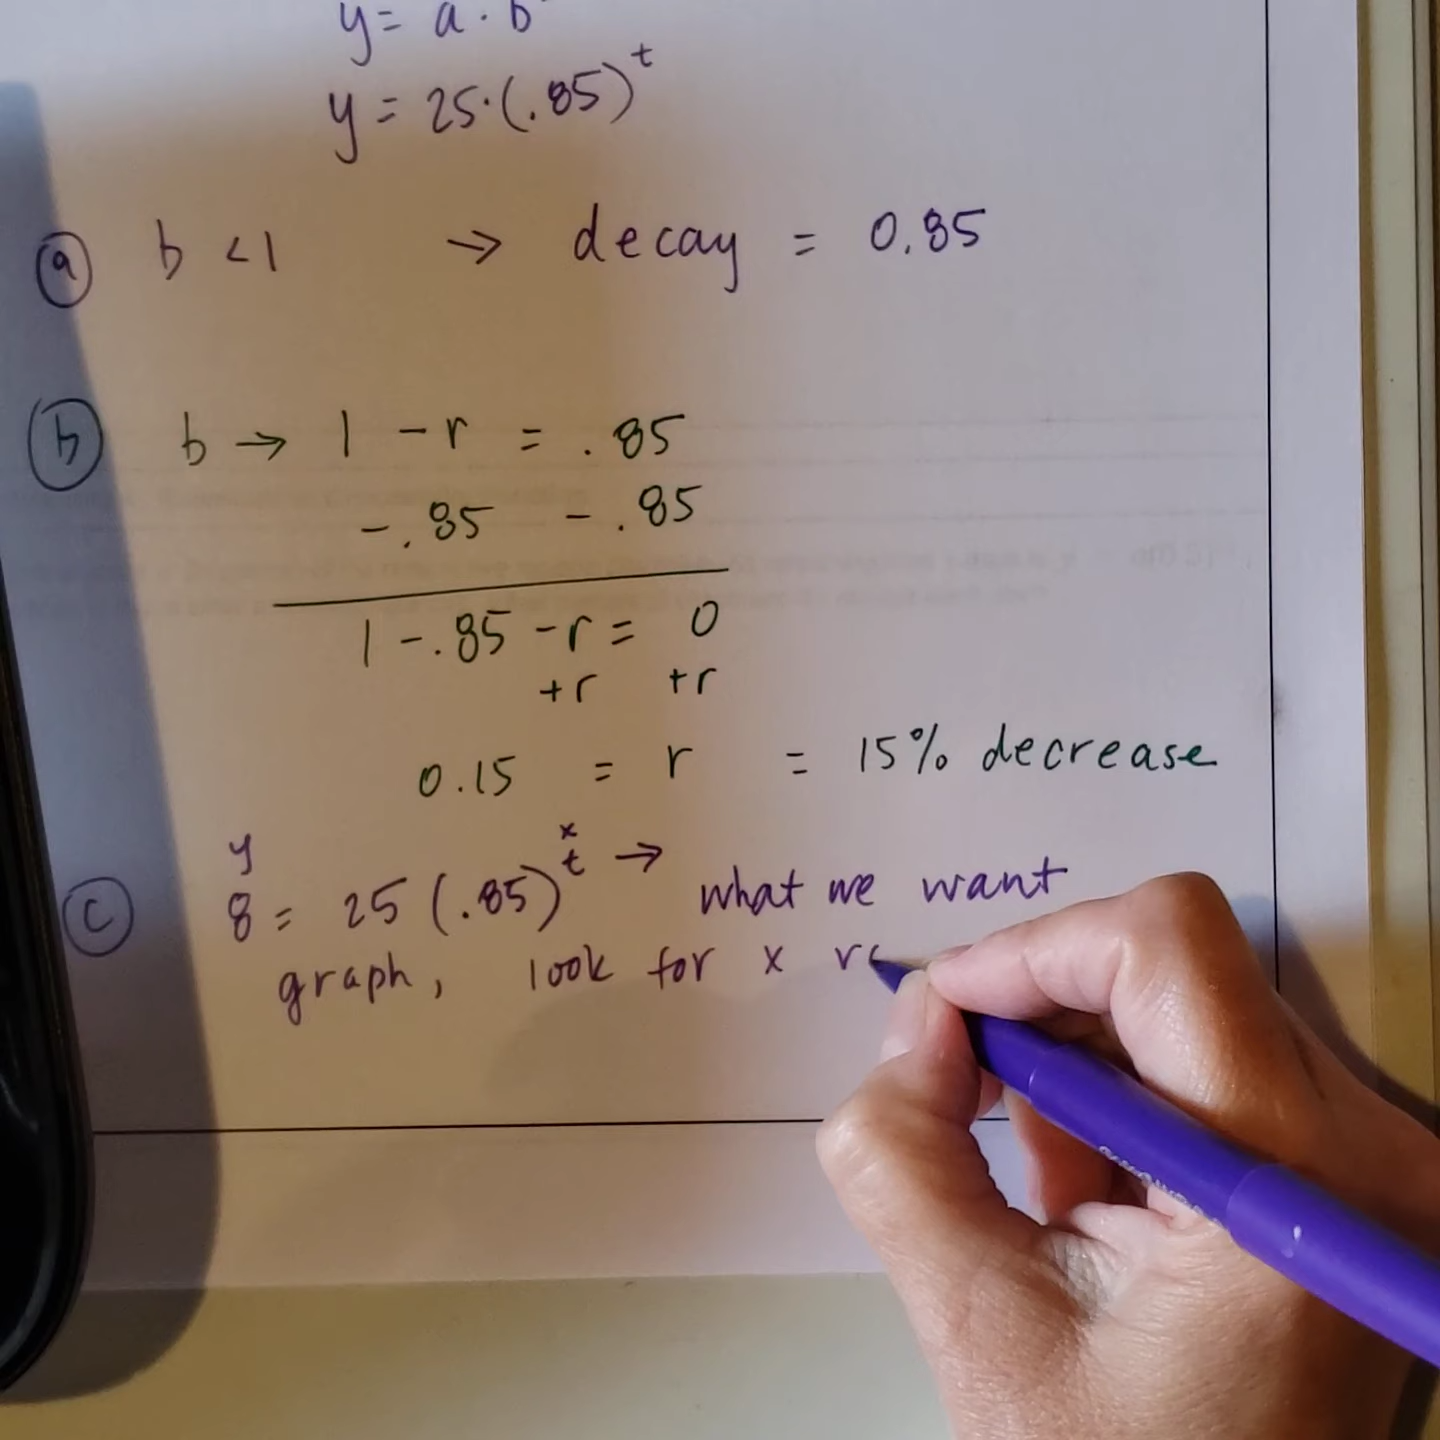 y = a · b
y = 25·(.85)^t
(a) b < 1 → decay = 0.85
(b) b → 1 - r = .85
-.85 -.85
1 - .85 - r = 0
+r +r
0.15 = r = 15% decrease
y x
(c) 8 = 25 (.85)^t → what we want
graph, look for x